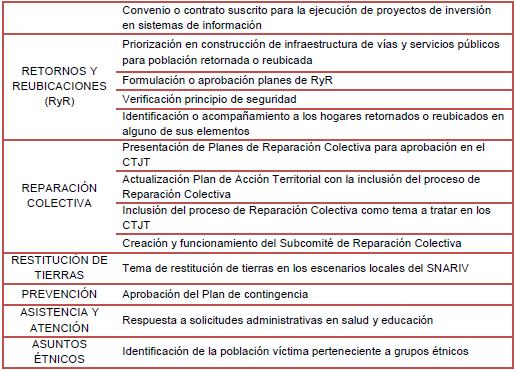 Convenio o contrato suscrito para la ejecución de proyectos de inversión
en sistemas de información
RETORNOS Y
REUBICACIONES
(RyR)
Priorización en construcción de infraestructura de vías y servicios públicos
para población retornada o reubicada
Formulación o aprobación planes de RyR
Verificación principio de seguridad
Identificación o acompañamiento a los hogares retornados o reubicados en
alguno de sus elementos
REPARACIÓN
COLECTIVA
Presentación de Planes de Reparación Colectiva para aprobación en el
CTJT
Actualización Plan de Acción Territorial con la inclusión del proceso de
Reparación Colectiva
Inclusión del proceso de Reparación Colectiva como tema a tratar en los
CTJT
Creación y funcionamiento del Subcomité de Reparación Colectiva
RESTITUCIÓN DE
TIERRAS
Tema de restitución de tierras en los escenarios locales del SNARIV
PREVENCIÓN
Aprobación del Plan de contingencia
ASISTENCIA Y
ATENCIÓN
Respuesta a solicitudes administrativas en salud y educación
ASUNTOS
ÉTNICOS
Identificación de la población víctima perteneciente a grupos étnicos